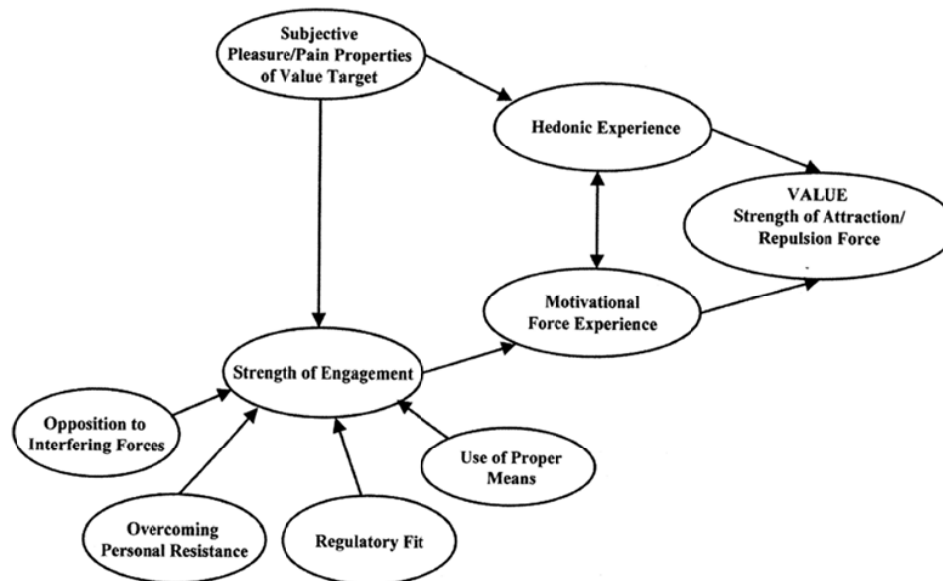 Subjective
Pleasure/Pain Properties
of Value Target
Hedonic Experience
VALUE
Strength of Attraction/
Repulsion Force
Motivational
Force Experience
Strength of Engagement
Opposition to
Interfering Forces
Use of Proper
Means
Overcoming
Personal Resistance
Regulatory Fit